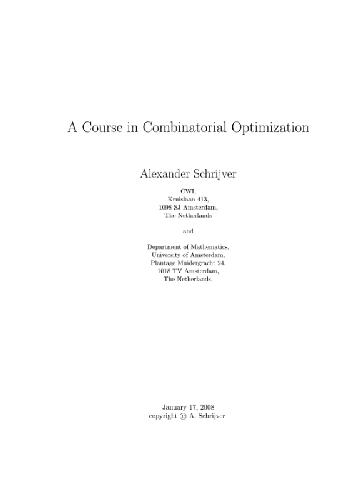 A Course in Combinatorial Optimization
Alexander Schrijver
CWI,
Kruislaan 413,
1098 SJ Amsterdam,
The Netherlands
and
Department of Mathematics,
University of Amsterdam,
Plantage Muidergracht 24,
1018 TV Amsterdam,
The Netherlands.
January 17, 2008
copyright © A. Schrijver